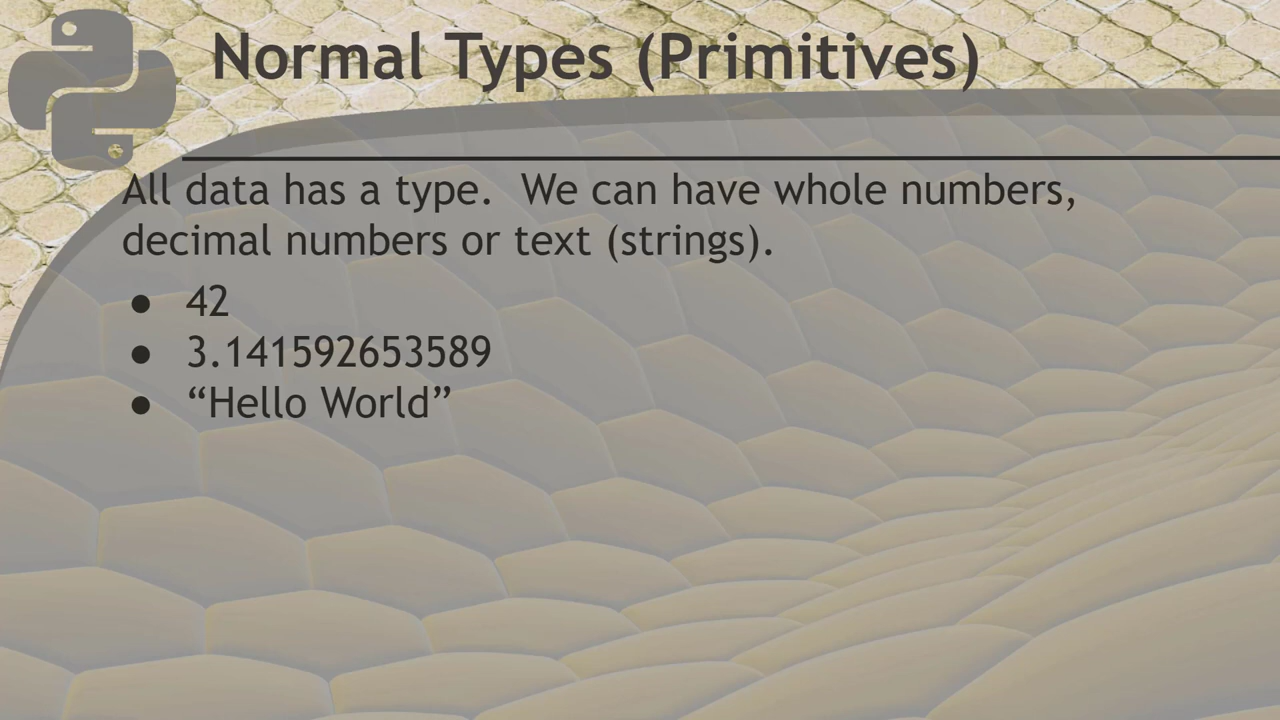 Normal Types (Primitives)
All data has a type.  We can have whole numbers,
decimal numbers or text (strings).
● 42
● 3.141592653589
● “Hello World”